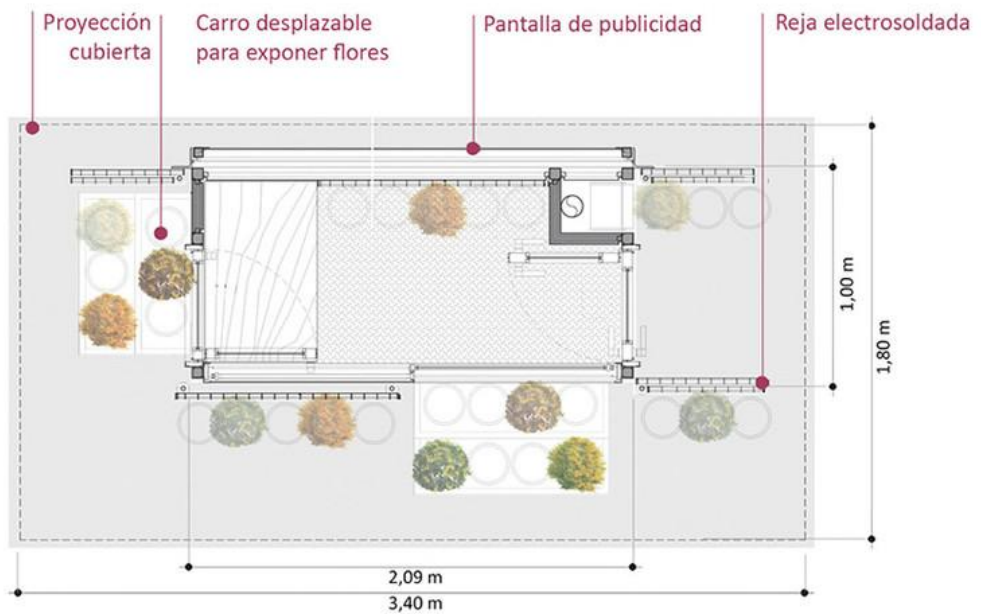 Proyección
cubierta
Carro desplazable
para exponer flores
Pantalla de publicidad
Reja electrosoldada
1,00 m
1,80 m
2,09 m
3,40 m